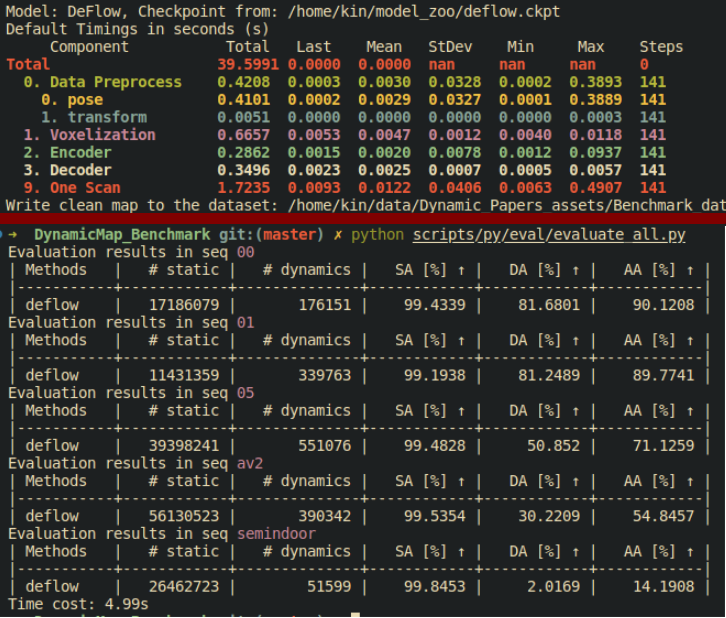 Model: DeFlow, Checkpoint from: /home/kin/model_zoo/deflow.ckpt
Default Timings in seconds (s)
Component Total Last Mean StDev Min Max Steps
Total 39.5991 0.0000 0.0000 nan nan nan 0
0. Data Preprocess 0.4208 0.0003 0.0030 0.0328 0.0002 0.3893 141
0. pose 0.4101 0.0002 0.0029 0.0327 0.0001 0.3889 141
1. transform 0.0051 0.0000 0.0000 0.0000 0.0000 0.0003 141
1. Voxelization 0.6657 0.0053 0.0047 0.0012 0.0040 0.0118 141
2. Encoder 0.2862 0.0015 0.0020 0.0078 0.0012 0.0937 141
3. Decoder 0.3496 0.0023 0.0025 0.0007 0.0005 0.0057 141
9. One Scan 1.7235 0.0093 0.0122 0.0406 0.0063 0.4907 141
Write clean map to the dataset: /home/kin/data/Dynamic_Papers_assets/Benchmark_dat
→ DynamicMap_Benchmark git:(master) ✗ python scripts/py/eval/evaluate_all.py
Evaluation results in seq 00
| Methods | # static | # dynamics | SA [%] ↑ | DA [%] ↑ | AA [%] ↑ |
|-----------+------------+--------------+------------+------------+------------|
| deflow | 17186079 | 176151 | 99.4339 | 81.6801 | 90.1208 |
Evaluation results in seq 01
| Methods | # static | # dynamics | SA [%] ↑ | DA [%] ↑ | AA [%] ↑ |
|-----------+------------+--------------+------------+------------+------------|
| deflow | 11431359 | 339763 | 99.1938 | 81.2489 | 89.7741 |
Evaluation results in seq 05
| Methods | # static | # dynamics | SA [%] ↑ | DA [%] ↑ | AA [%] ↑ |
|-----------+------------+--------------+------------+------------+------------|
| deflow | 39398241 | 551076 | 99.4828 | 50.852 | 71.1259 |
Evaluation results in seq av2
| Methods | # static | # dynamics | SA [%] ↑ | DA [%] ↑ | AA [%] ↑ |
|-----------+------------+--------------+------------+------------+------------|
| deflow | 56130523 | 390342 | 99.5354 | 30.2209 | 54.8457 |
Evaluation results in seq semindoor
| Methods | # static | # dynamics | SA [%] ↑ | DA [%] ↑ | AA [%] ↑ |
|-----------+------------+--------------+------------+------------+------------|
| deflow | 26462723 | 51599 | 99.8453 | 2.0169 | 14.1908 |
Time cost: 4.99s